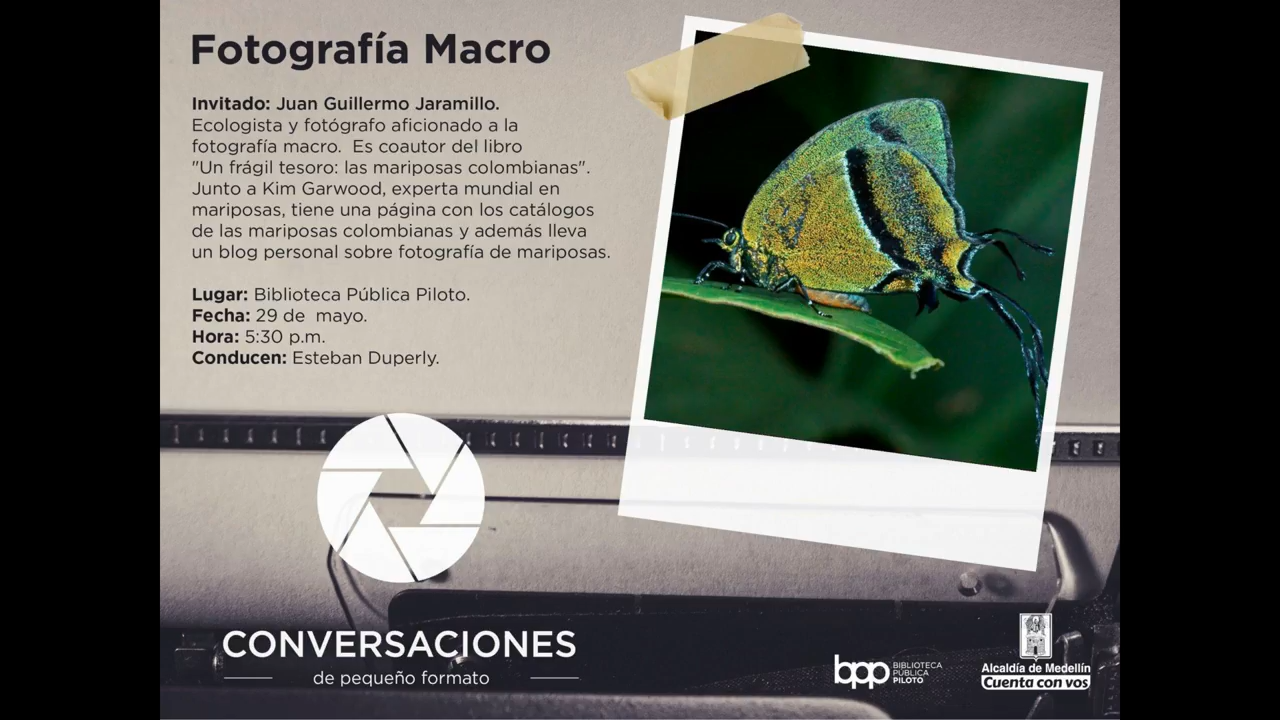 Fotografía Macro
Invitado: Juan Guillermo Jaramillo.
Ecologista y fotógrafo aficionado a la
fotografía macro. Es coautor del libro
"Un frágil tesoro: las mariposas colombianas".
Junto a Kim Garwood, experta mundial en
mariposas, tiene una página con los catálogos
de las mariposas colombianas y además lleva
un blog personal sobre fotografía de mariposas.
Lugar: Biblioteca Pública Piloto.
Fecha: 29 de mayo.
Hora: 5:30 p.m.
Conducen: Esteban Duperly.
CONVERSACIONES
de pequeño formato
bpp
BIBLIOTECA
PÚBLICA
PILOTO
Alcaldía de Medellín
Cuenta con vos